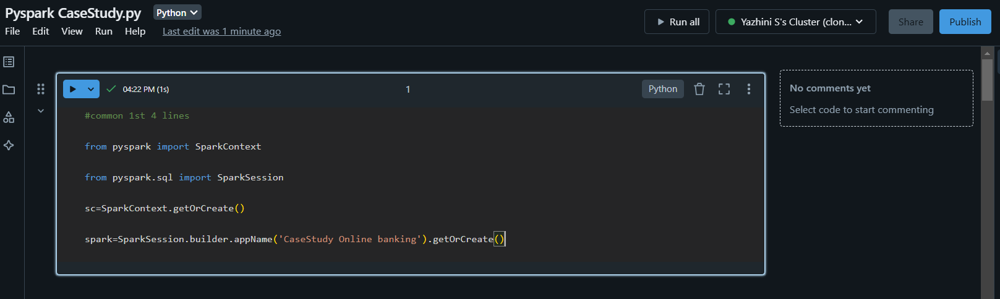 Pyspark CaseStudy.py Python
File Edit View Run Help Last edit was 1 minute ago
Run all Yazhini S's Cluster (clon... Share Publish
04:22 PM (1s) 1 Python
#common 1st 4 lines
from pyspark import SparkContext
from pyspark.sql import SparkSession
sc=SparkContext.getOrCreate()
spark=SparkSession.builder.appName('CaseStudy Online banking').getOrCreate()
No comments yet
Select code to start commenting